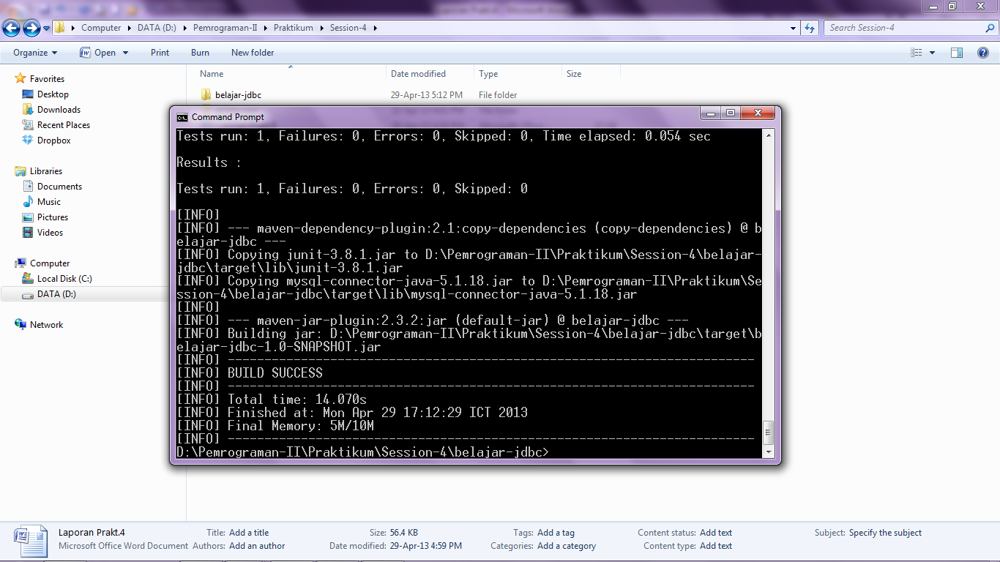 Computer DATA (D:) Pemrograman-II Praktikum Session-4
Search Session-4
Organize Open Print Burn New folder
Favorites
Desktop
Downloads
Recent Places
Dropbox
Libraries
Documents
Music
Pictures
Videos
Computer
Local Disk (C:)
DATA (D:)
Network
Name Date modified Type Size
belajar-jdbc 29-Apr-13 5:12 PM File folder
Command Prompt
Tests run: 1, Failures: 0, Errors: 0, Skipped: 0, Time elapsed: 0.054 sec
Results :
Tests run: 1, Failures: 0, Errors: 0, Skipped: 0
[INFO]
[INFO] --- maven-dependency-plugin:2.1:copy-dependencies (copy-dependencies) @ b
elajar-jdbc ---
[INFO] Copying junit-3.8.1.jar to D:\Pemrograman-II\Praktikum\Session-4\belajar-
jdbc\target\lib\junit-3.8.1.jar
[INFO] Copying mysql-connector-java-5.1.18.jar to D:\Pemrograman-II\Praktikum\Se
ssion-4\belajar-jdbc\target\lib\mysql-connector-java-5.1.18.jar
[INFO]
[INFO] --- maven-jar-plugin:2.3.2:jar (default-jar) @ belajar-jdbc ---
[INFO] Building jar: D:\Pemrograman-II\Praktikum\Session-4\belajar-jdbc\target\b
elajar-jdbc-1.0-SNAPSHOT.jar
[INFO] ------------------------------------------------------------------------
[INFO] BUILD SUCCESS
[INFO] ------------------------------------------------------------------------
[INFO] Total time: 14.070s
[INFO] Finished at: Mon Apr 29 17:12:29 ICT 2013
[INFO] Final Memory: 5M/10M
[INFO] ------------------------------------------------------------------------
D:\Pemrograman-II\Praktikum\Session-4\belajar-jdbc>
Laporan Prakt.4 Title: Add a title Size: 56.4 KB Tags: Add a tag Content status: Add text Subject: Specify the subject
Microsoft Office Word Document Authors: Add an author Date modified: 29-Apr-13 4:59 PM Categories: Add a category Content type: Add text